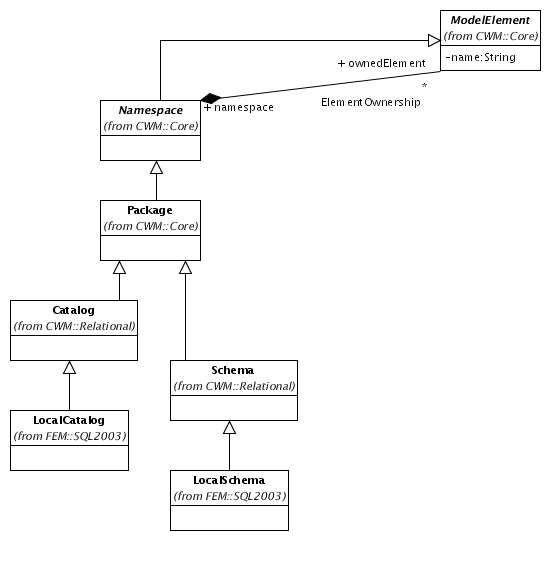 ModelElement
(from CWM::Core)
-name:String
+ ownedElement
*
ElementOwnership
+ namespace
Namespace
(from CWM::Core)
Package
(from CWM::Core)
Catalog
(from CWM::Relational)
Schema
(from CWM::Relational)
LocalCatalog
(from FEM::SQL2003)
LocalSchema
(from FEM::SQL2003)